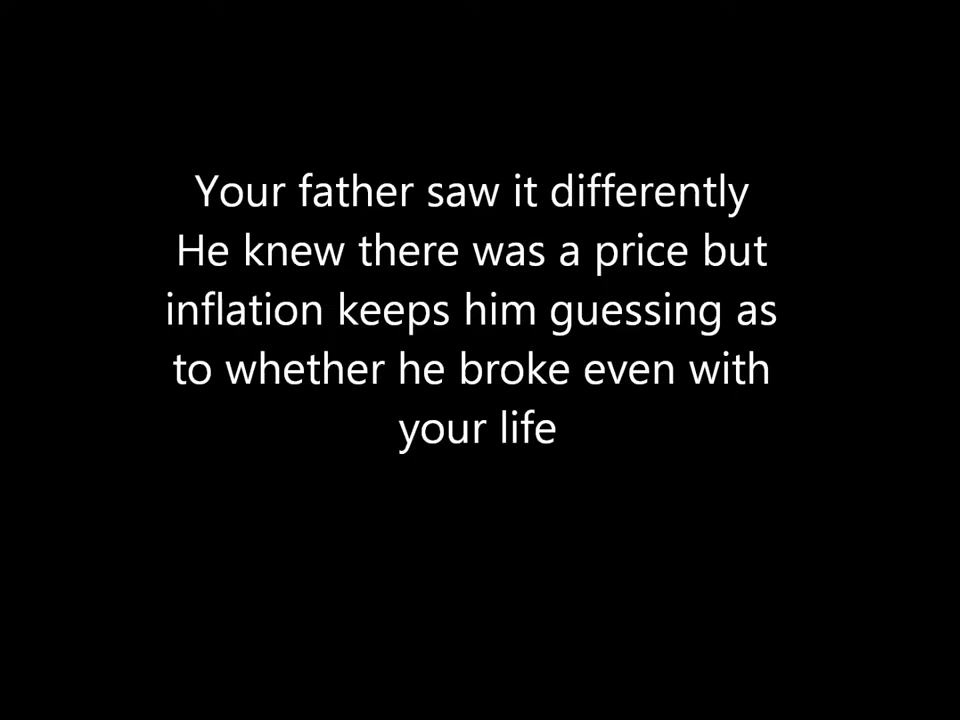 Your father saw it differently
He knew there was a price but
inflation keeps him guessing as
to whether he broke even with
your life